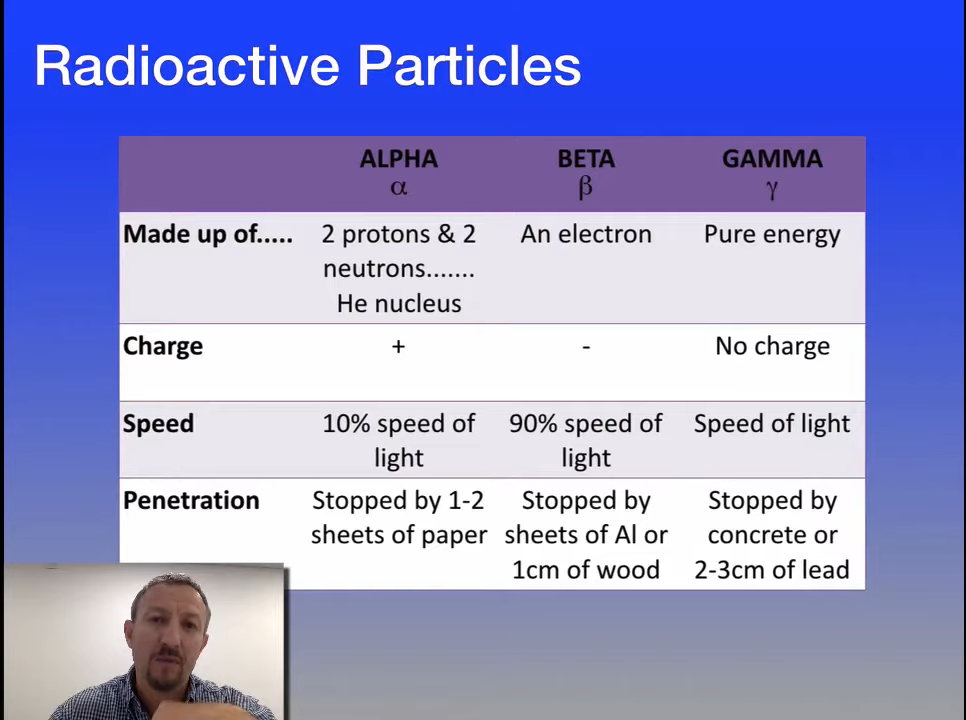 Radioactive Particles
ALPHA BETA GAMMA
α β γ
Made up of..... 2 protons & 2 An electron Pure energy
neutrons.......
He nucleus
Charge + - No charge
Speed 10% speed of 90% speed of Speed of light
light light
Penetration Stopped by 1-2 Stopped by Stopped by
sheets of paper sheets of Al or concrete or
1cm of wood 2-3cm of lead